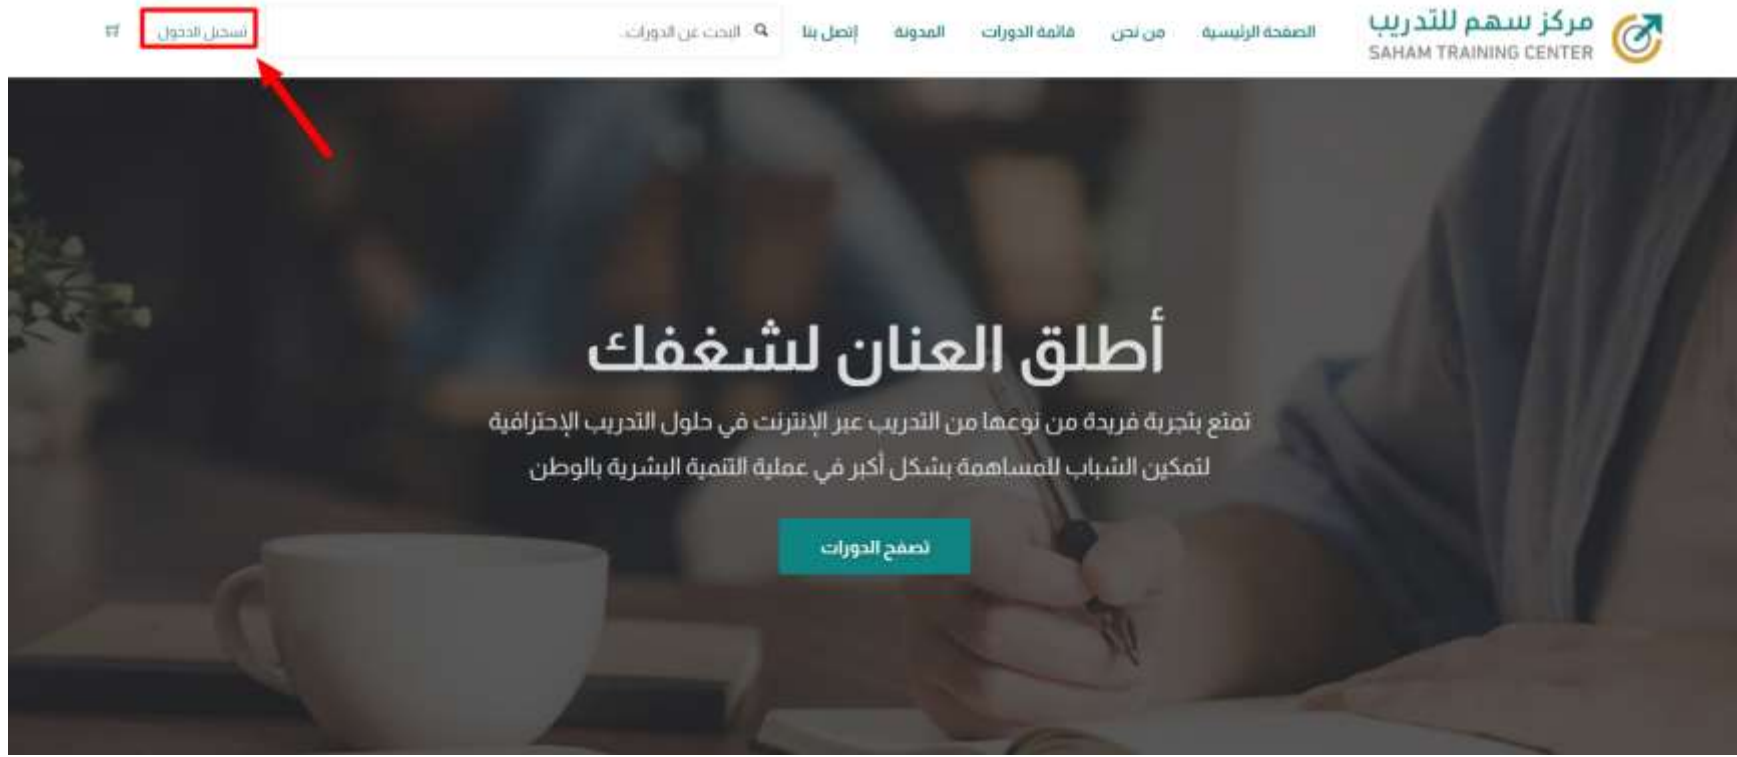 مركز سهم للتدريب
SAHAM TRAINING CENTER
الصفحة الرئيسية
من نحن
قائمة الدورات
المدونة
إتصل بنا
البحث عن الدورات..
تسجيل الدخول
أطلق العنان لشغفك
تمتع بتجربة فريدة من نوعها من التدريب عبر الإنترنت في حلول التدريب الإحترافية
لتمكين الشباب للمساهمة بشكل أكبر في عملية التنمية البشرية بالوطن
تصفح الدورات